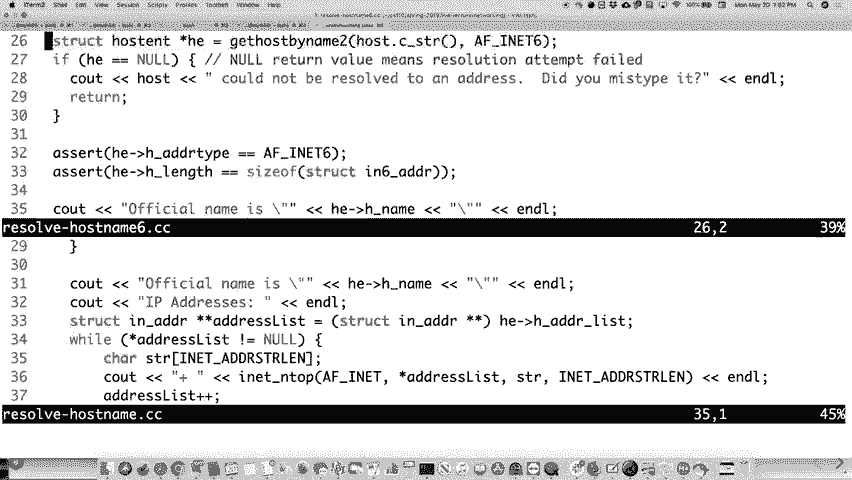 iTerm2 Shell Edit View Session Scripts Profiles Toolbelt Window Help
100%
Mon May 20 1:52 PM
26 struct hostent *he = gethostbyname2(host.c_str(), AF_INET6);
27 if (he == NULL) { // NULL return value means resolution attempt failed
28 cout << host << " could not be resolved to an address. Did you mistype it?" << endl;
29 return;
30 }
31
32 assert(he->h_addrtype == AF_INET6);
33 assert(he->h_length == sizeof(struct in6_addr));
34
35 cout << "Official name is \"" << he->h_name << "\"" << endl;
resolve-hostname6.cc 26,2 39%
29 }
30
31 cout << "Official name is \"" << he->h_name << "\"" << endl;
32 cout << "IP Addresses: " << endl;
33 struct in_addr **addressList = (struct in_addr **) he->h_addr_list;
34 while (*addressList != NULL) {
35 char str[INET_ADDRSTRLEN];
36 cout << "+ " << inet_ntop(AF_INET, *addressList, str, INET_ADDRSTRLEN) << endl;
37 addressList++;
resolve-hostname.cc 35,1 45%